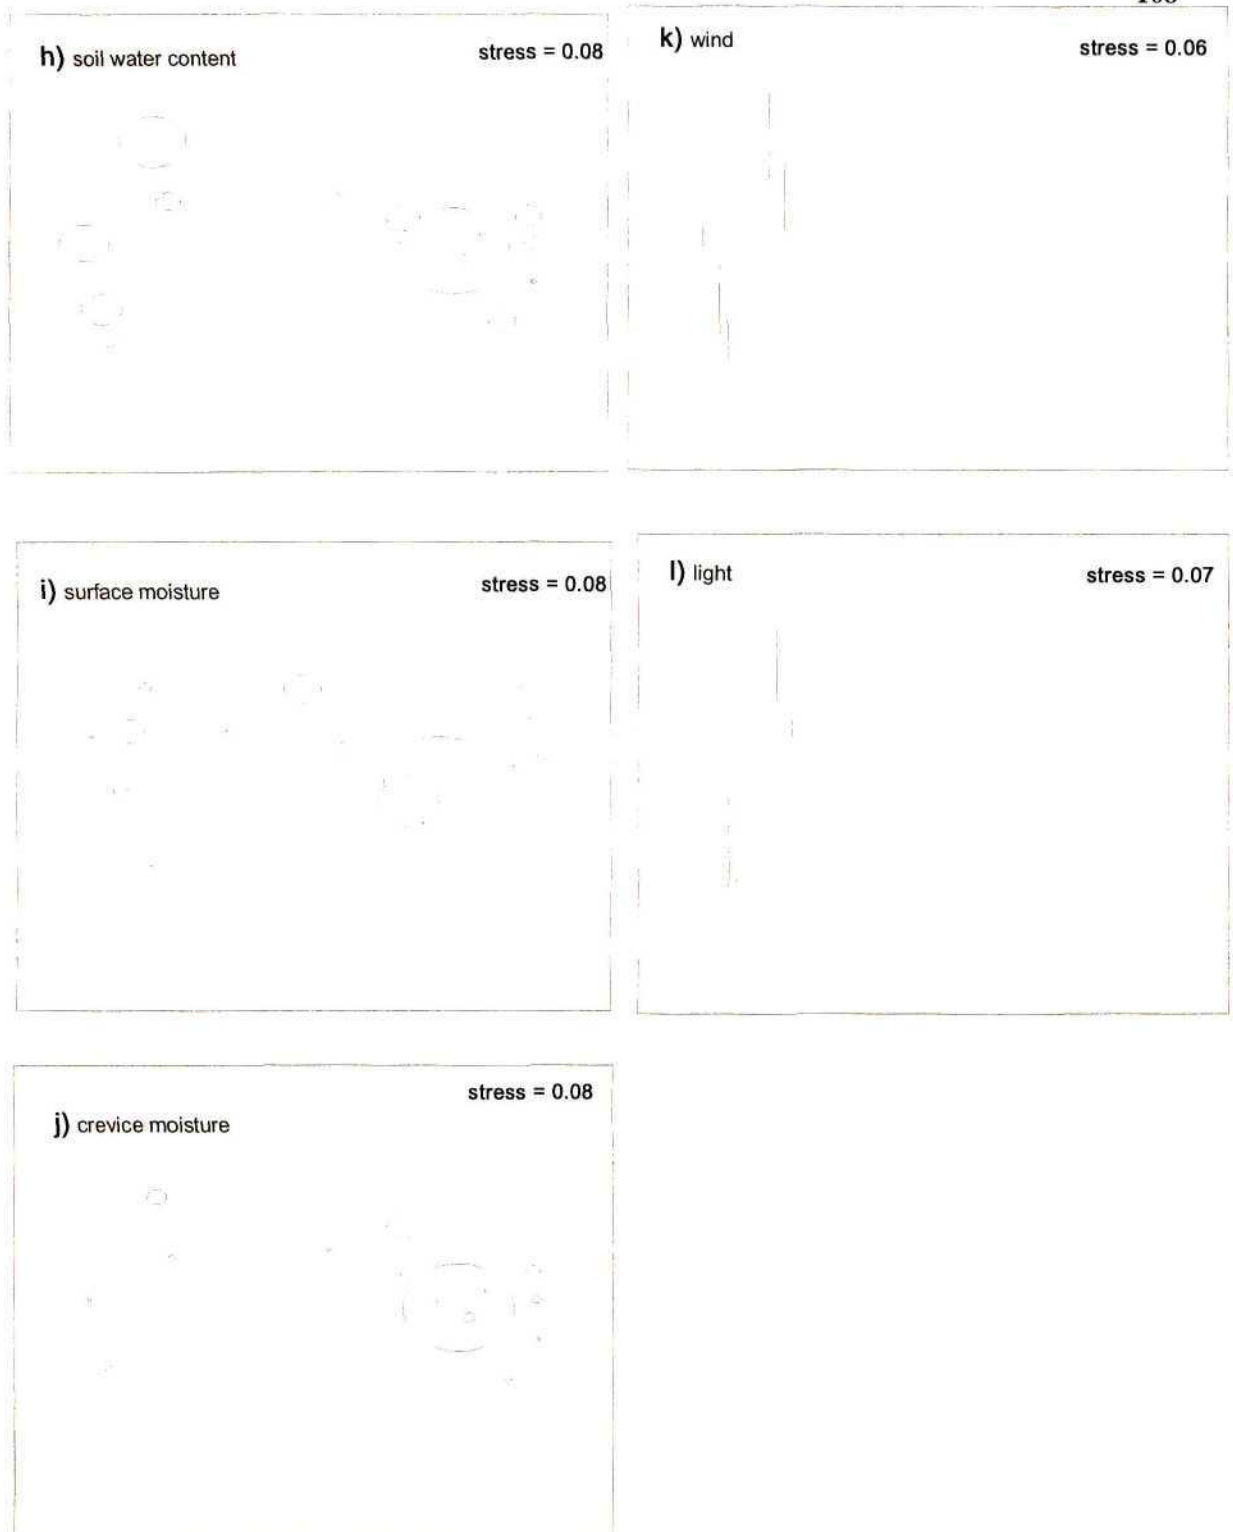 h) soil water content stress = 0.08
k) wind stress = 0.06
i) surface moisture stress = 0.08
l) light stress = 0.07
stress = 0.08
j) crevice moisture